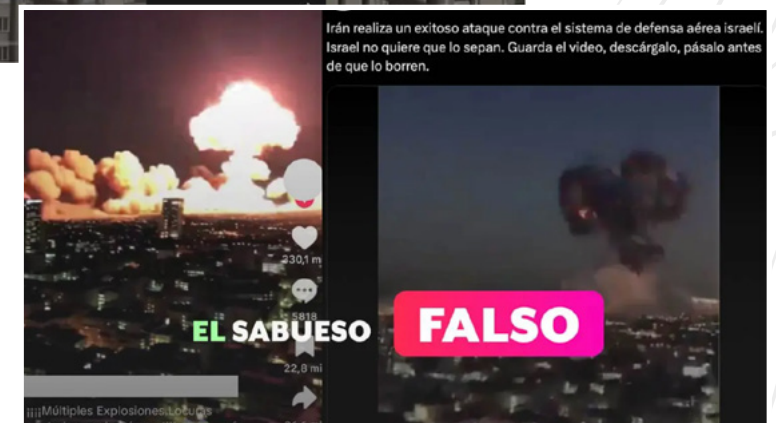 Irán realiza un exitoso ataque contra el sistema de defensa aérea israelí.
Israel no quiere que lo sepan. Guarda el video, descárgalo, pásalo antes
de que lo borren.
330,1 m
5818
22,8 mi
EL SABUESO
FALSO
¡¡¡¡Múltiples Explosiones